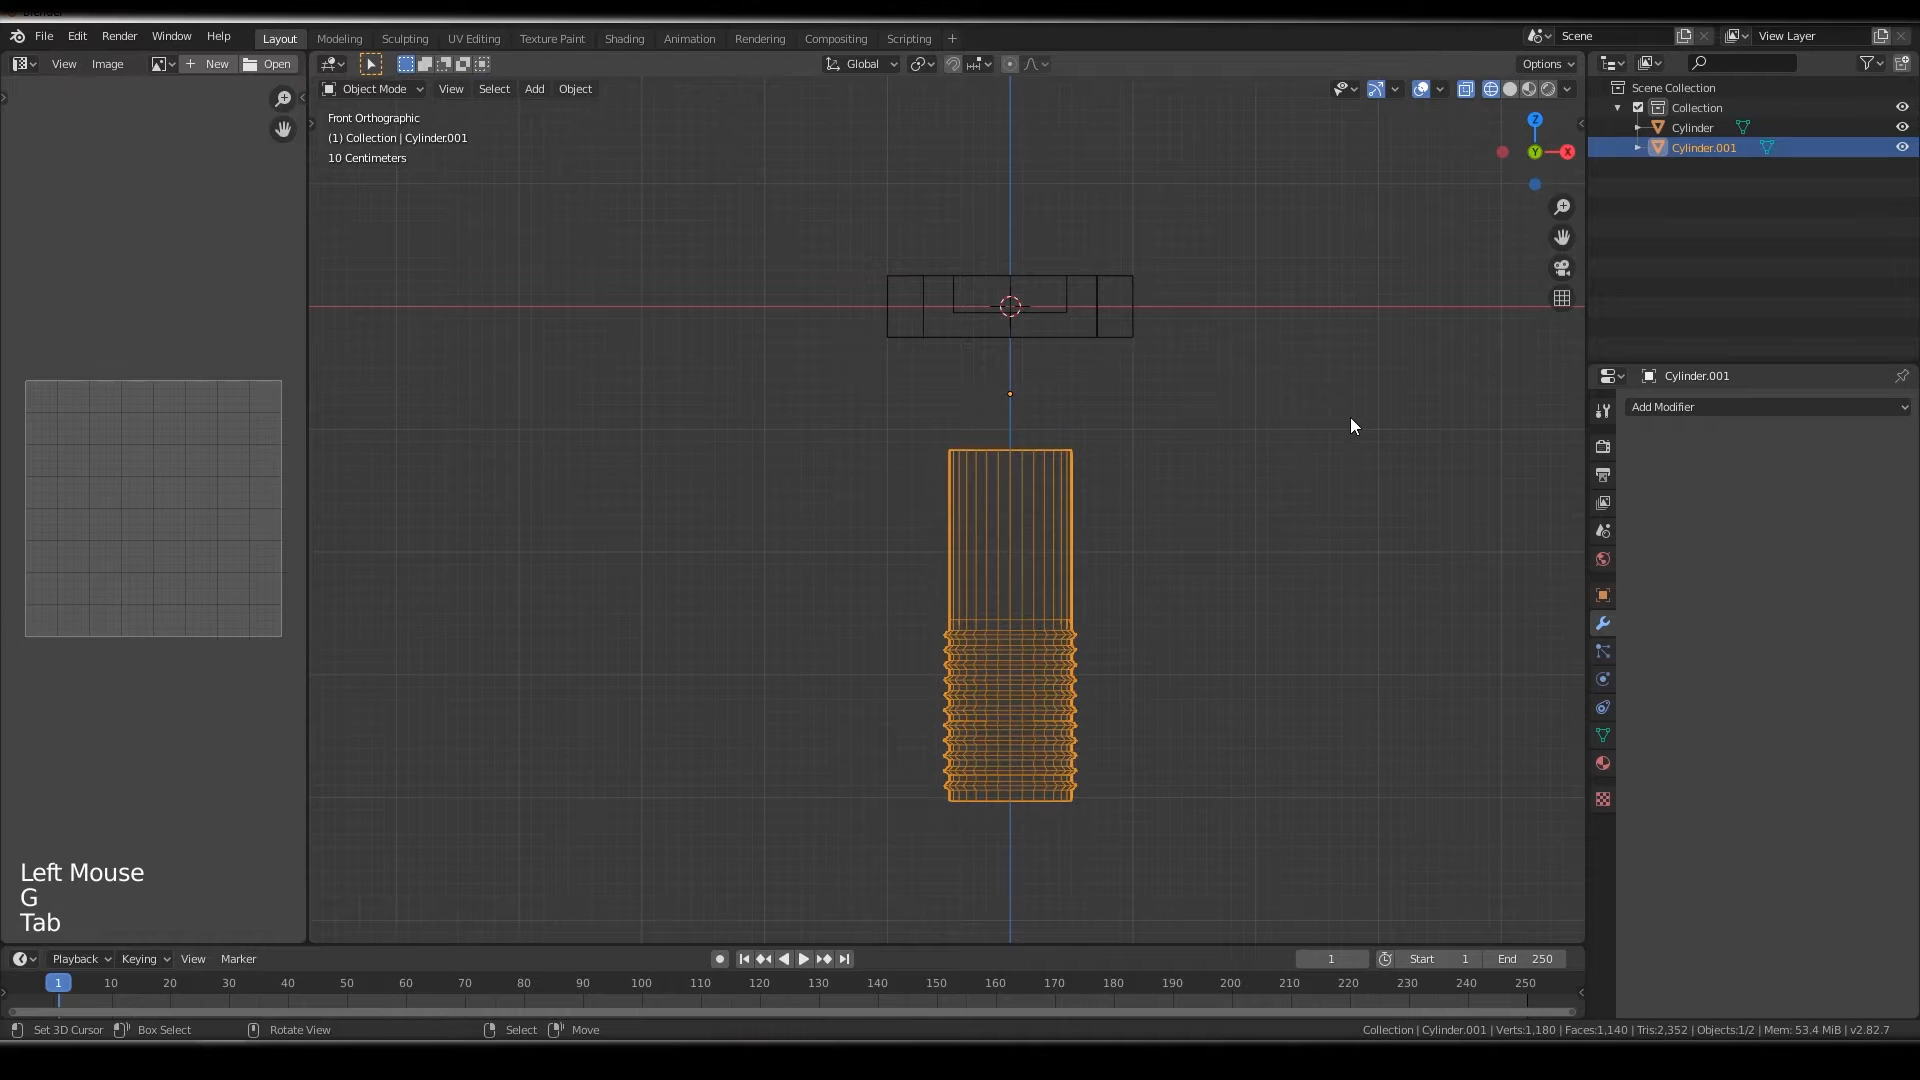 File Edit Render Window Help
Layout Modeling Sculpting UV Editing Texture Paint Shading Animation Rendering Compositing Scripting
Scene View Layer
View Image New Open
Global Options
Object Mode View Select Add Object
Front Orthographic
(1) Collection | Cylinder.001
10 Centimeters
Z
Y X
Scene Collection
Collection
Cylinder
Cylinder.001
Cylinder.001
Add Modifier
Left Mouse
G
Tab
Playback Keying View Marker
1 Start 1 End 250
1 10 20 30 40 50 60 70 80 90 100 110 120 130 140 150 160 170 180 190 200 210 220 230 240 250
Set 3D Cursor Box Select Rotate View Select Move
Collection | Cylinder.001 | Verts:1,180 | Faces:1,140 | Tris:2,352 | Objects:1/2 | Mem: 53.4 MiB | v2.82.7